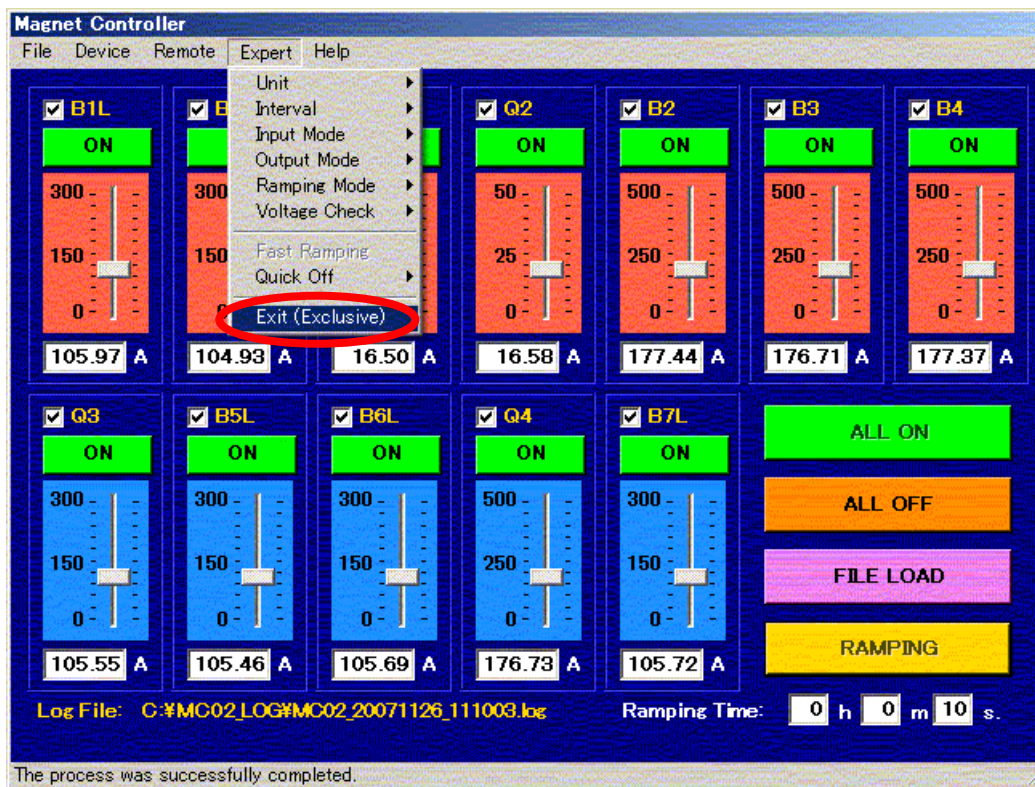 Magnet Controller
File Device Remote Expert Help
Unit
Interval
Input Mode
Output Mode
Ramping Mode
Voltage Check
Fast Ramping
Quick Off
Exit (Exclusive)
B1L B Q2 B2 B3 B4
ON ON ON ON ON
300 300 50 500 500 500
150 150 25 250 250 250
0 0 0 0 0 0
105.97 A 104.93 A 16.50 A 16.58 A 177.44 A 176.71 A 177.37 A
Q3 B5L B6L Q4 B7L
ON ON ON ON ON
300 300 300 500 300
150 150 150 250 150
0 0 0 0 0
105.55 A 105.46 A 105.69 A 176.73 A 105.72 A
ALL ON
ALL OFF
FILE LOAD
RAMPING
Log File: C:¥MC02_LOG¥MC02_20071126_111003.log Ramping Time: 0 h 0 m 10 s.
The process was successfully completed.